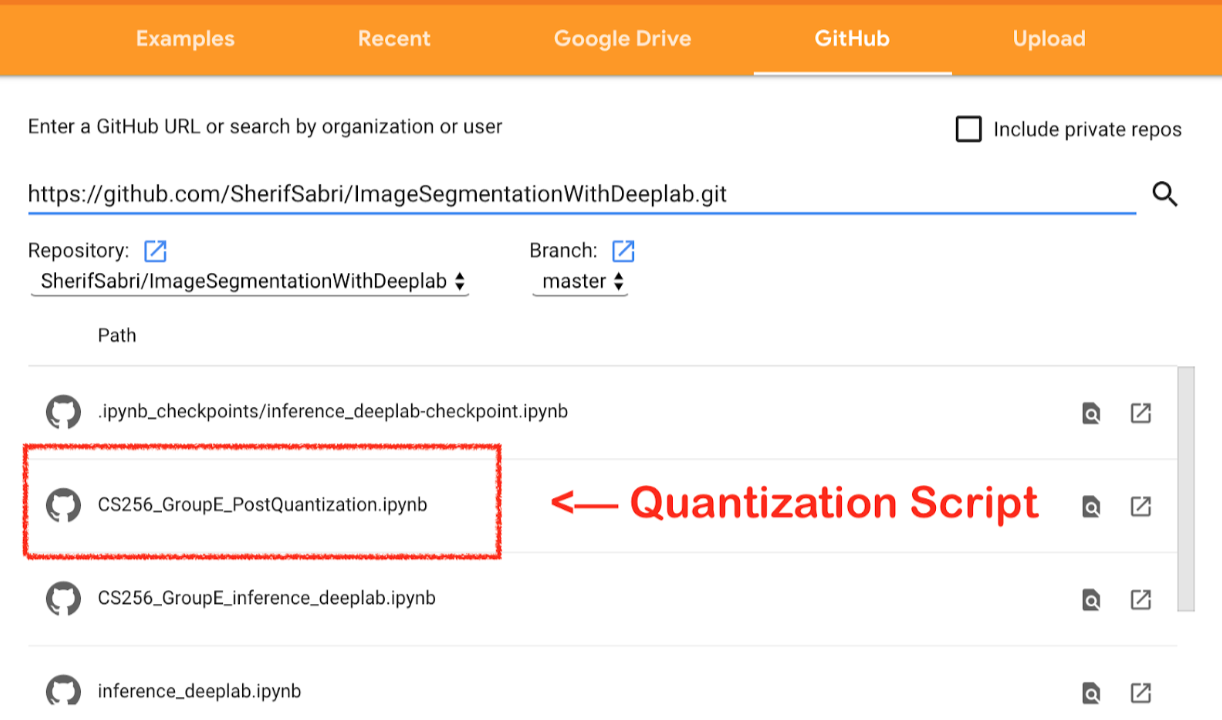 Examples Recent Google Drive GitHub Upload
Enter a GitHub URL or search by organization or user
Include private repos
https://github.com/SherifSabri/ImageSegmentationWithDeeplab.git
Repository: Branch:
SherifSabri/ImageSegmentationWithDeeplab master
Path
.ipynb_checkpoints/inference_deeplab-checkpoint.ipynb
CS256_GroupE_PostQuantization.ipynb
<— Quantization Script
CS256_GroupE_inference_deeplab.ipynb
inference_deeplab.ipynb